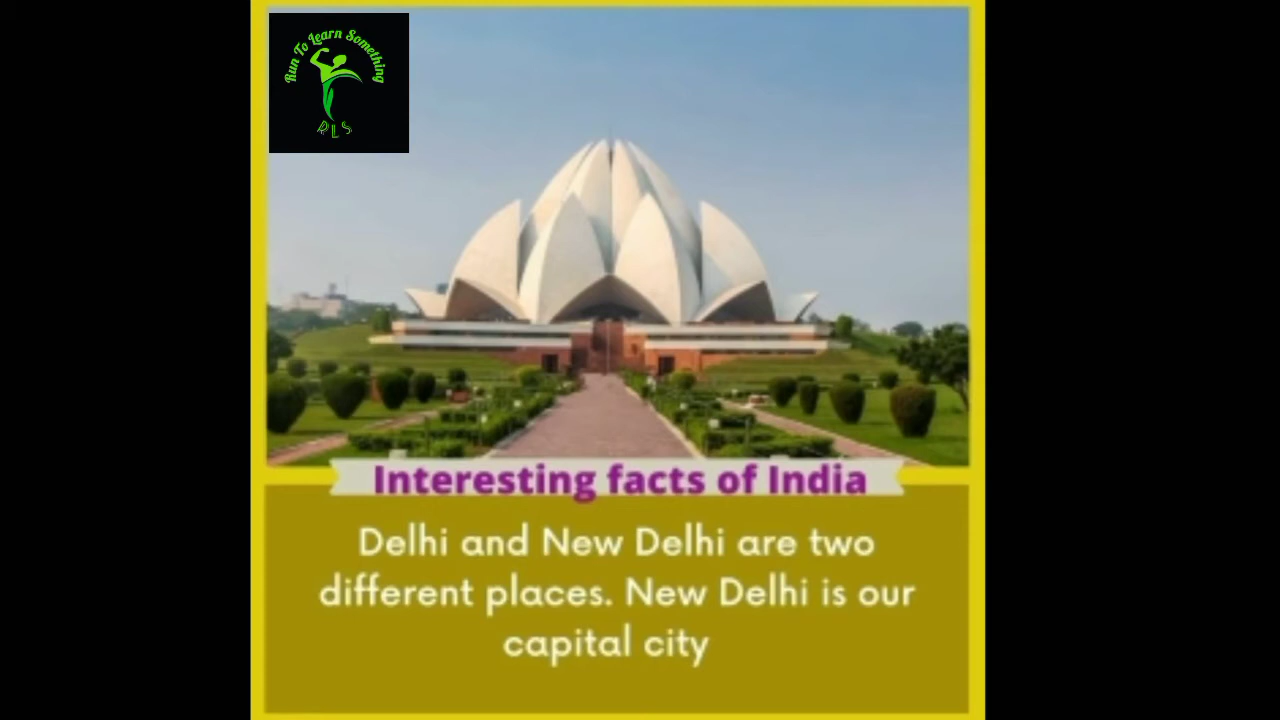 Run To Learn Something
RLS
Interesting facts of India
Delhi and New Delhi are two
different places. New Delhi is our
capital city